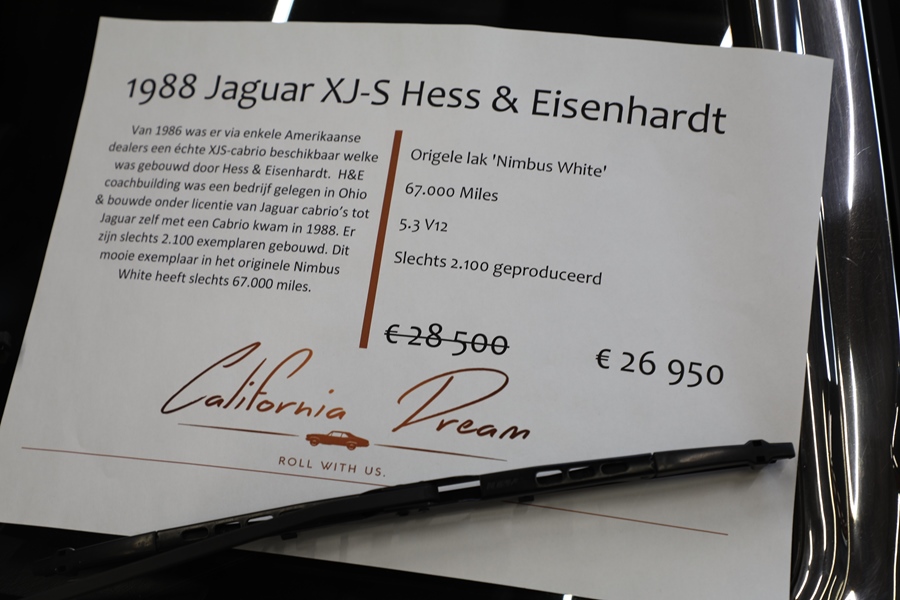 1988 Jaguar XJ-S Hess & Eisenhardt
Van 1986 was er via enkele Amerikaanse
dealers een échte XJS-cabrio beschikbaar welke
was gebouwd door Hess & Eisenhardt. H&E
coachbuilding was een bedrijf gelegen in Ohio
& bouwde onder licentie van Jaguar cabrio's tot
Jaguar zelf met een Cabrio kwam in 1988. Er
zijn slechts 2.100 exemplaren gebouwd. Dit
mooie exemplaar in het originele Nimbus
White heeft slechts 67.000 miles.
Origele lak 'Nimbus White'
67.000 Miles
5.3 V12
Slechts 2.100 geproduceerd
€ 28 500
€ 26 950
California Dream
ROLL WITH US.